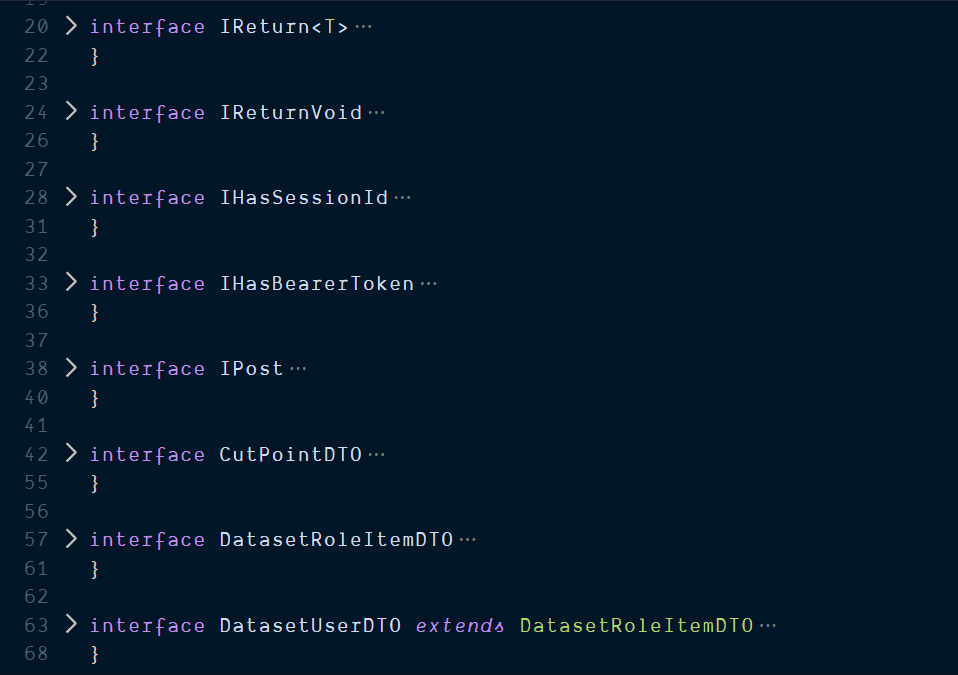 19
20 > interface IReturn<T>···
22 }
23
24 > interface IReturnVoid···
26 }
27
28 > interface IHasSessionId···
31 }
32
33 > interface IHasBearerToken···
36 }
37
38 > interface IPost···
40 }
41
42 > interface CutPointDTO···
55 }
56
57 > interface DatasetRoleItemDTO···
61 }
62
63 > interface DatasetUserDTO extends DatasetRoleItemDTO···
68 }